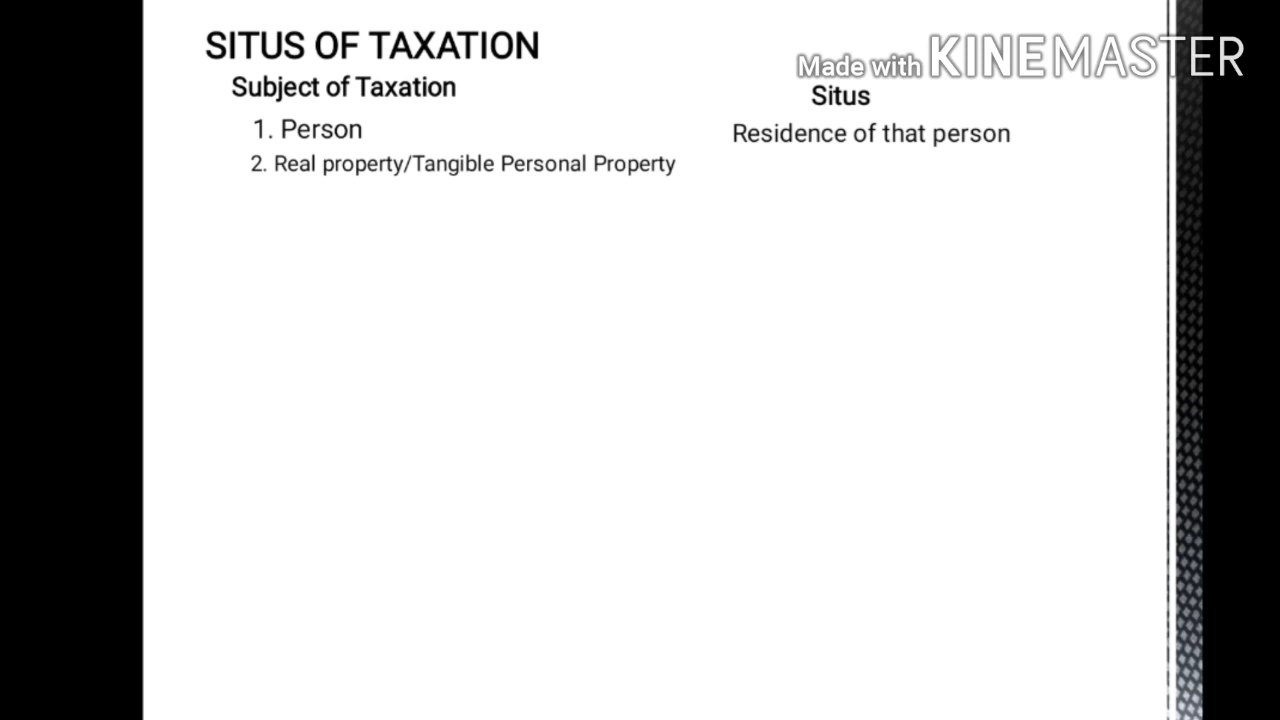 SITUS OF TAXATION
Made with KINEMASTER
Subject of Taxation
Situs
1. Person
Residence of that person
2. Real property/Tangible Personal Property